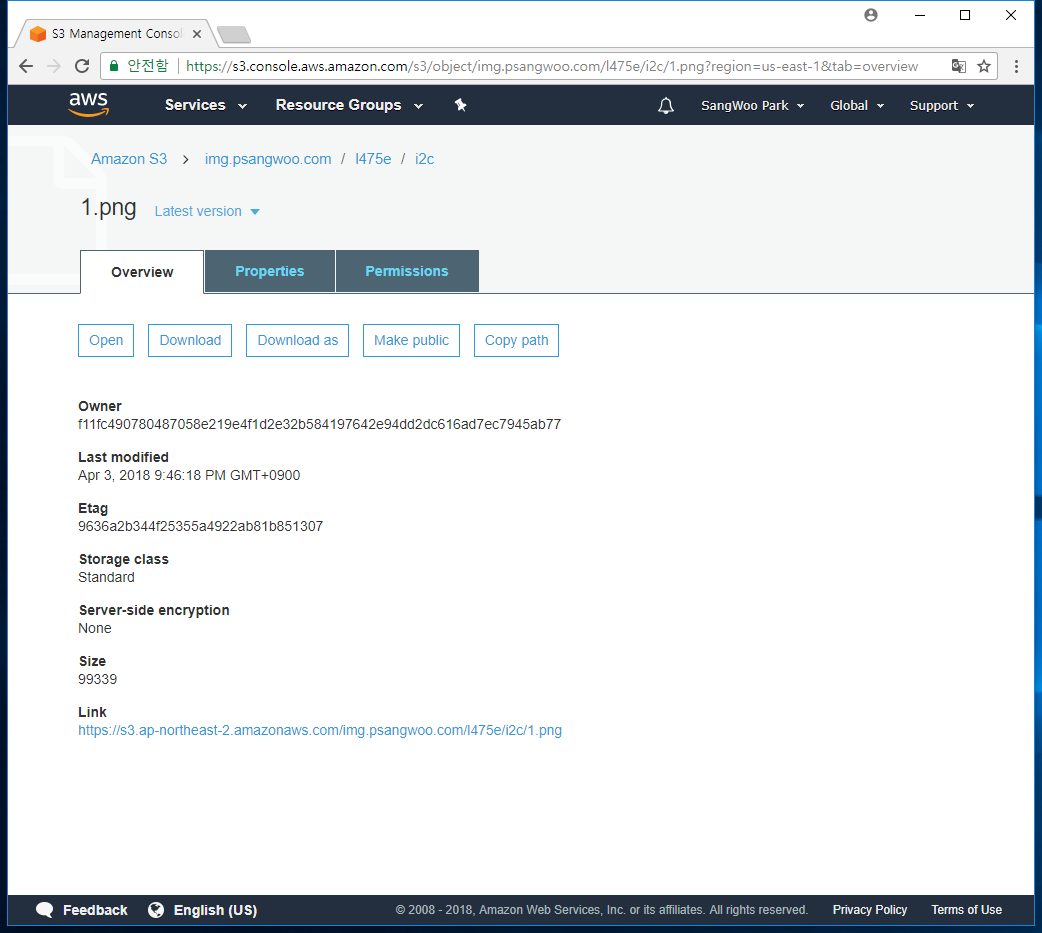 S3 Management Consol
안전함 https://s3.console.aws.amazon.com/s3/object/img.psangwoo.com/l475e/i2c/1.png?region=us-east-1&tab=overview
aws Services Resource Groups SangWoo Park Global Support
Amazon S3 > img.psangwoo.com / l475e / i2c
1.png Latest version
Overview Properties Permissions
Open Download Download as Make public Copy path
Owner
f11fc490780487058e219e4f1d2e32b584197642e94dd2dc616ad7ec7945ab77
Last modified
Apr 3, 2018 9:46:18 PM GMT+0900
Etag
9636a2b344f25355a4922ab81b851307
Storage class
Standard
Server-side encryption
None
Size
99339
Link
https://s3.ap-northeast-2.amazonaws.com/img.psangwoo.com/l475e/i2c/1.png
Feedback English (US) © 2008 - 2018, Amazon Web Services, Inc. or its affiliates. All rights reserved. Privacy Policy Terms of Use